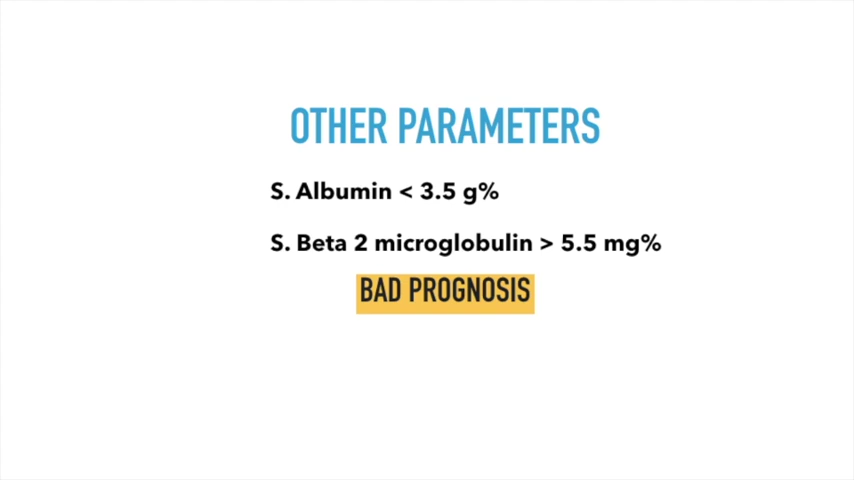 OTHER PARAMETERS
S. Albumin < 3.5 g%
S. Beta 2 microglobulin > 5.5 mg%
BAD PROGNOSIS